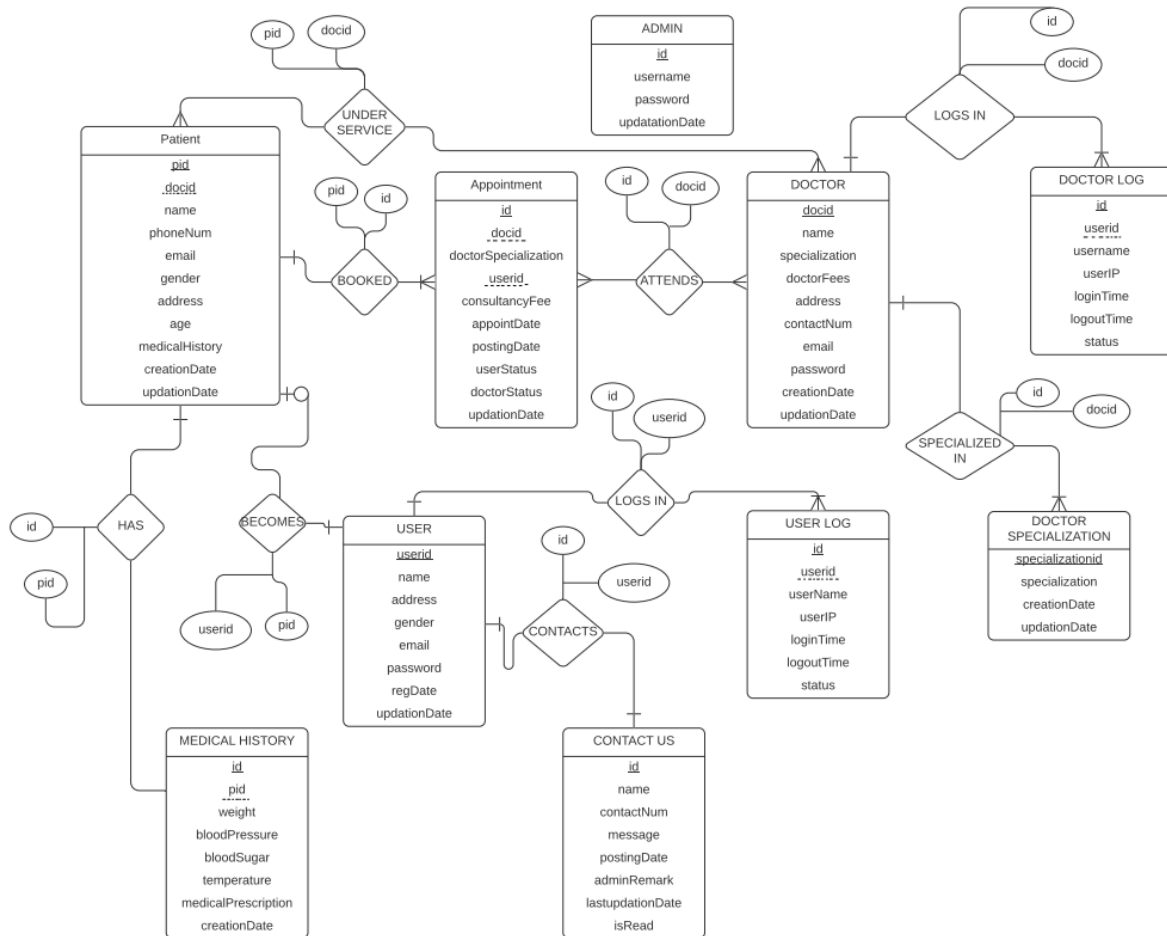 pid
docid
UNDER
SERVICE
ADMIN
id
username
password
updatationDate
id
docid
LOGS IN
Patient
pid
docid
name
phoneNum
email
gender
address
age
medicalHistory
creationDate
updationDate
pid
id
BOOKED
Appointment
id
docid
doctorSpecialization
userid
consultancyFee
appointDate
postingDate
userStatus
doctorStatus
updationDate
id
docid
ATTENDS
DOCTOR
docid
name
specialization
doctorFees
address
contactNum
email
password
creationDate
updationDate
DOCTOR LOG
id
userid
username
userIP
loginTime
logoutTime
status
id
docid
SPECIALIZED
IN
DOCTOR
SPECIALIZATION
specializationid
specialization
creationDate
updationDate
id
userid
LOGS IN
USER LOG
id
userid
userName
userIP
loginTime
logoutTime
status
HAS
id
pid
BECOMES
userid
pid
USER
userid
name
address
gender
email
password
regDate
updationDate
id
userid
CONTACTS
MEDICAL HISTORY
id
pid
weight
bloodPressure
bloodSugar
temperature
medicalPrescription
creationDate
CONTACT US
id
name
contactNum
message
postingDate
adminRemark
lastupdationDate
isRead